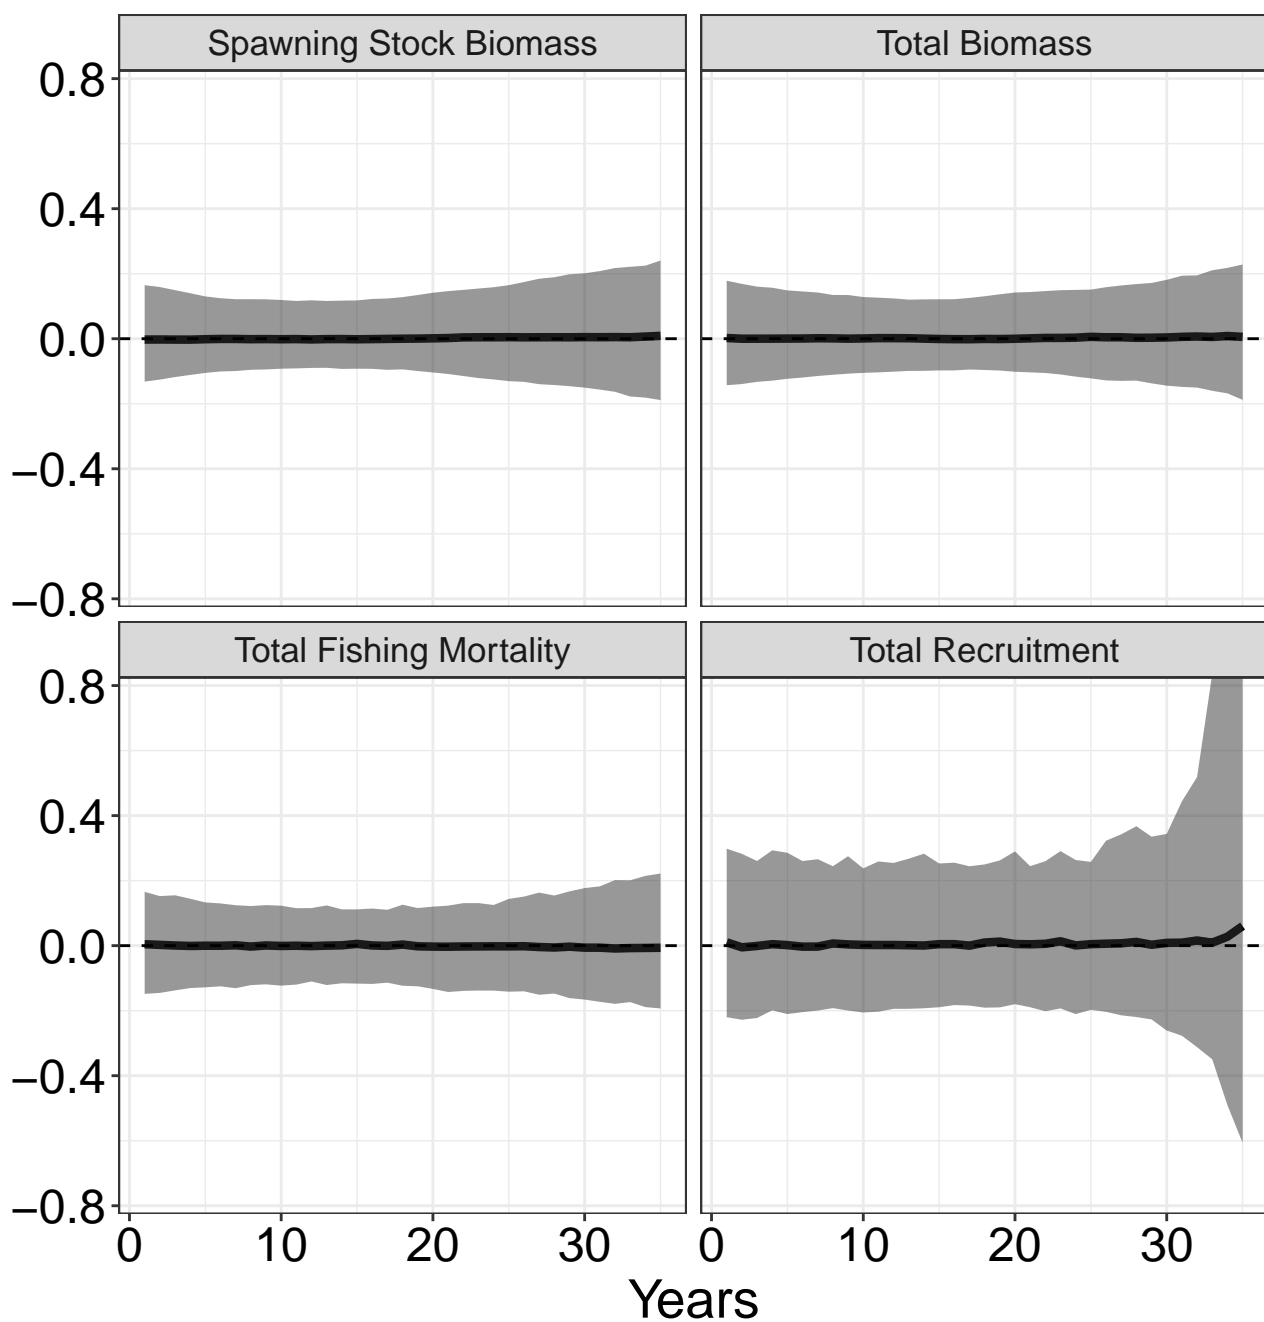 Spawning Stock Biomass
Total Biomass
0.8
0.4
0.0
−0.4
−0.8
Total Fishing Mortality
Total Recruitment
0.8
0.4
0.0
−0.4
−0.8
0 10 20 30
0 10 20 30
Years